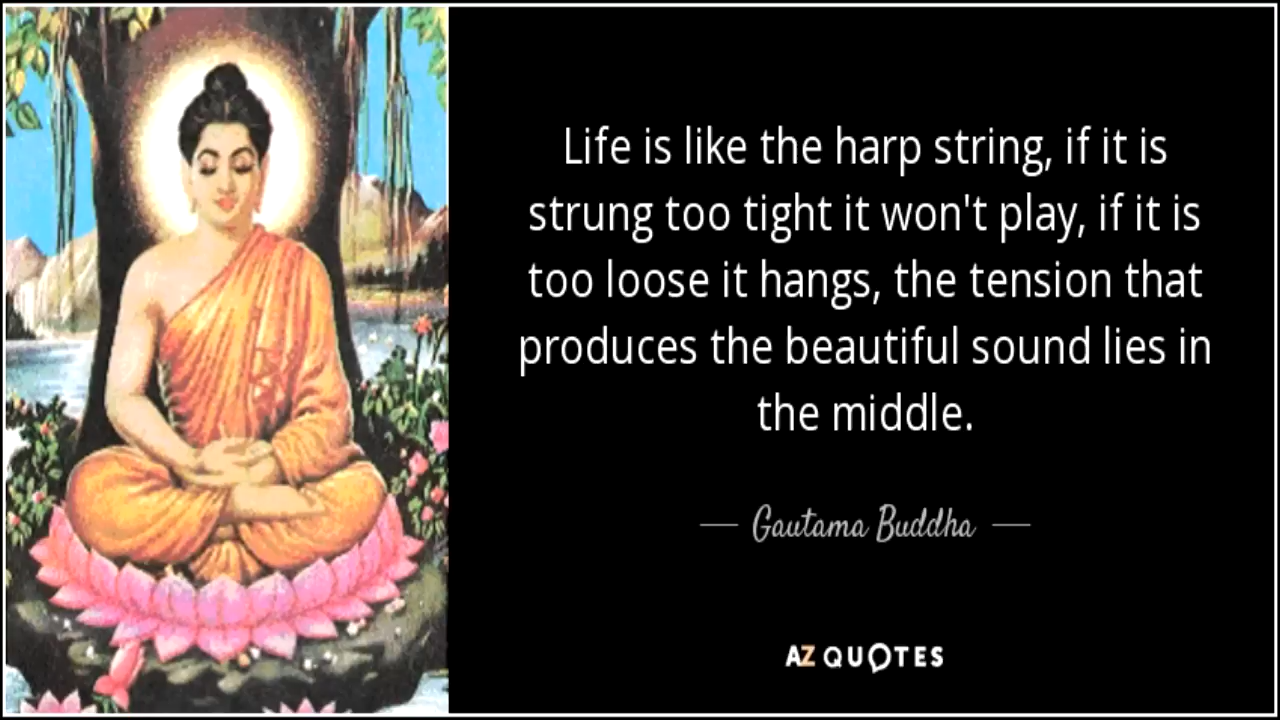 Life is like the harp string, if it is
strung too tight it won't play, if it is
too loose it hangs, the tension that
produces the beautiful sound lies in
the middle.
Gautama Buddha
AZ QUOTES